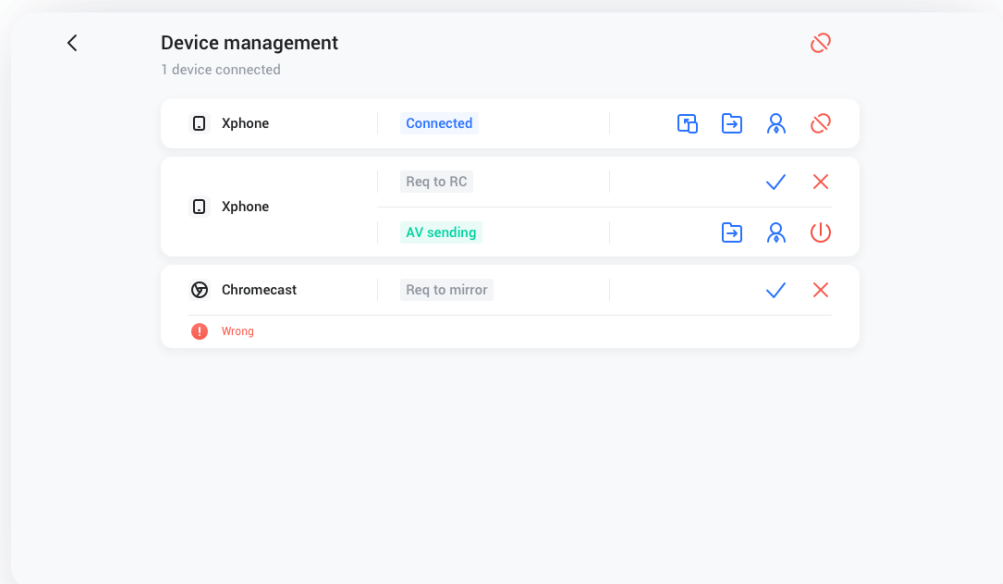 Device management
1 device connected
Xphone Connected
Req to RC
Xphone
AV sending
Chromecast Req to mirror
Wrong